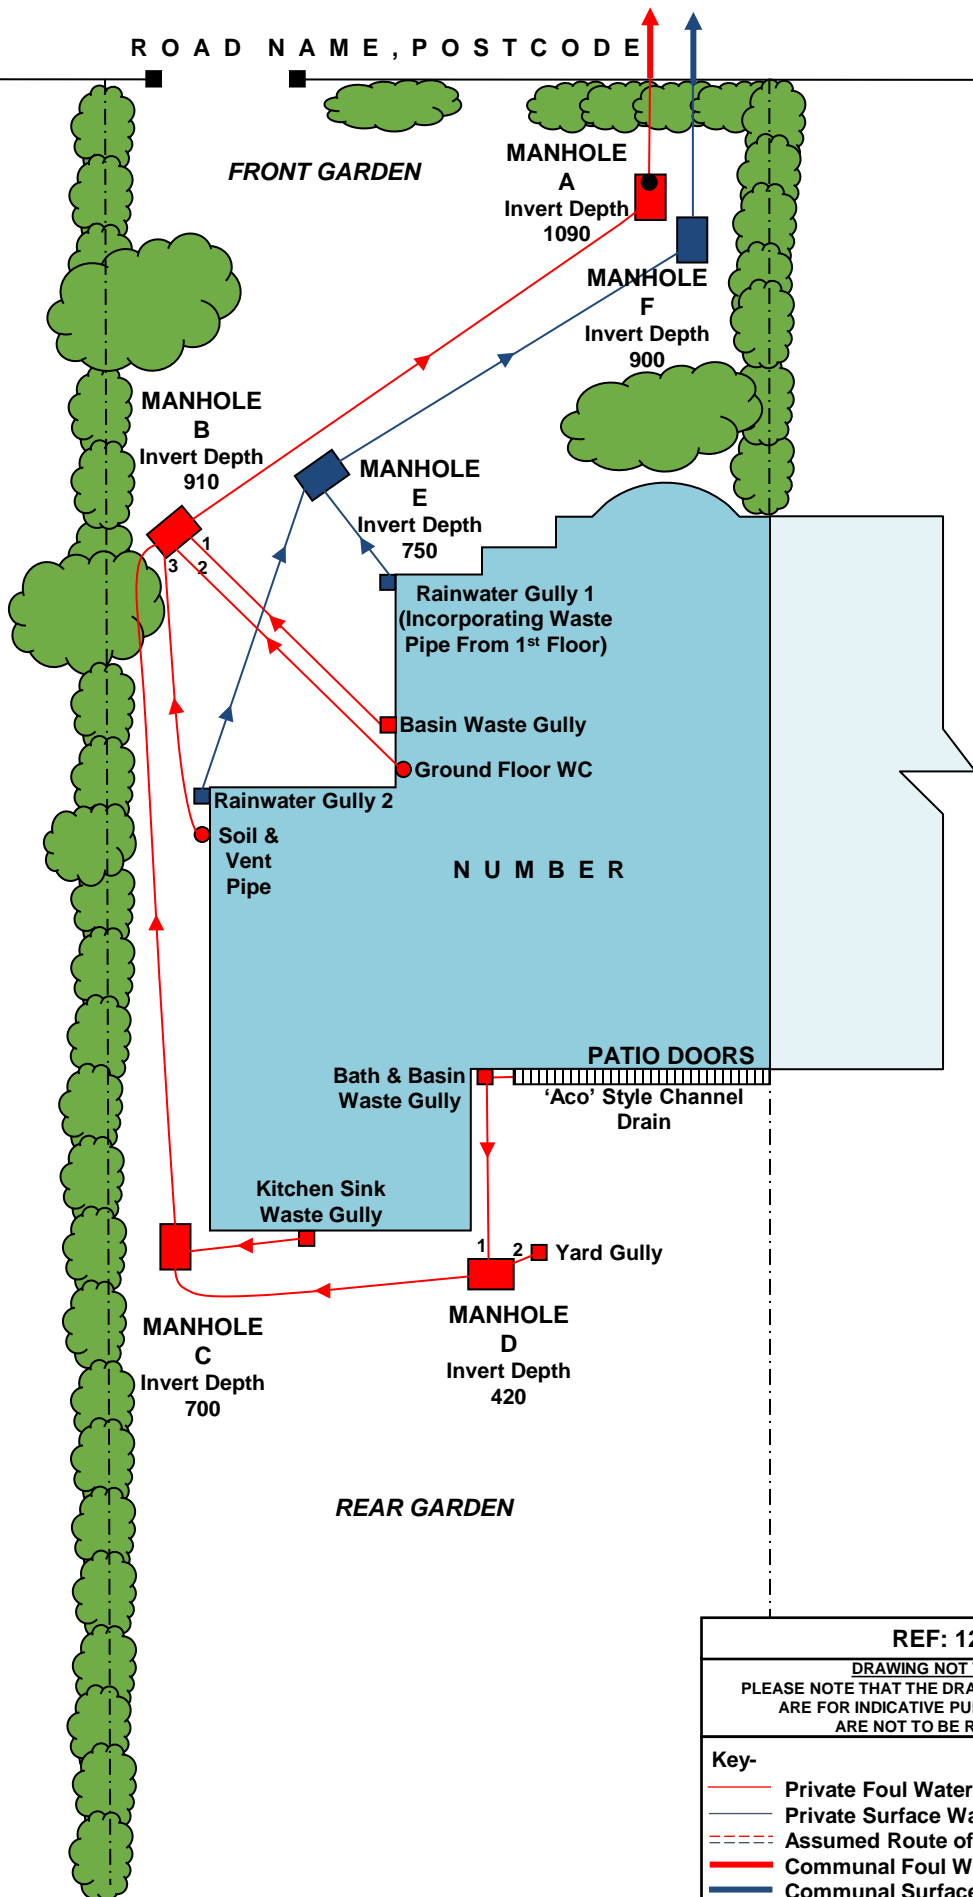 ROAD NAME, POSTCODE
FRONT GARDEN
MANHOLE
A
Invert Depth
1090
MANHOLE
F
Invert Depth
900
MANHOLE
B
Invert Depth
910
MANHOLE
E
Invert Depth
750
1
2
3
Rainwater Gully 1
(Incorporating Waste
Pipe From 1st Floor)
Basin Waste Gully
Ground Floor WC
Rainwater Gully 2
Soil &
Vent
Pipe
NUMBER
PATIO DOORS
Bath & Basin
Waste Gully
‘Aco’ Style Channel
Drain
Kitchen Sink
Waste Gully
1
2
Yard Gully
MANHOLE
C
Invert Depth
700
MANHOLE
D
Invert Depth
420
REAR GARDEN
REF: 12
DRAWING NOT
PLEASE NOTE THAT THE DRA
ARE FOR INDICATIVE PU
ARE NOT TO BE R
Key-
Private Foul Water
Private Surface Wa
Assumed Route of
Communal Foul W
Communal Surface